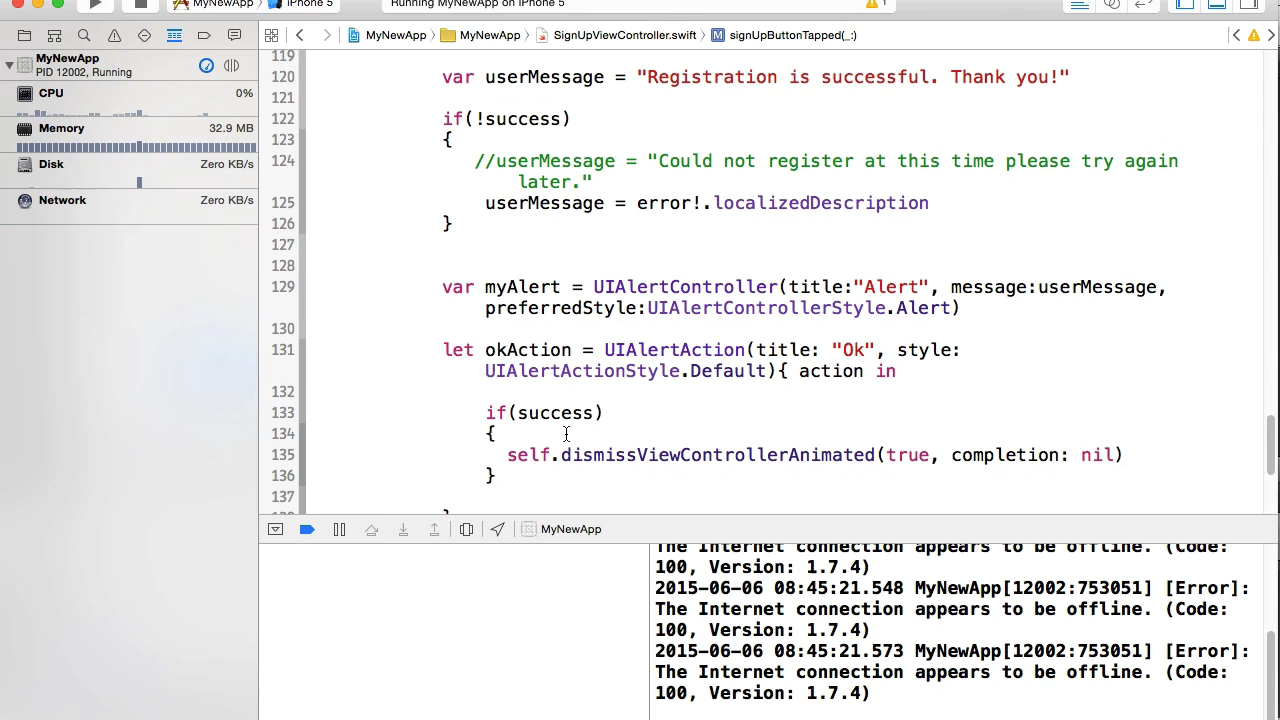 MyNewApp
iPhone 5
Running MyNewApp on iPhone 5
1
MyNewApp
MyNewApp
SignUpViewController.swift
M
signUpButtonTapped(_:)
MyNewApp
PID 12002, Running
CPU
0%
Memory
32.9 MB
Disk
Zero KB/s
Network
Zero KB/s
119
120 var userMessage = "Registration is successful. Thank you!"
121
122 if(!success)
123 {
124 //userMessage = "Could not register at this time please try again
later."
125 userMessage = error!.localizedDescription
126 }
127
128
129 var myAlert = UIAlertController(title:"Alert", message:userMessage,
preferredStyle:UIAlertControllerStyle.Alert)
130
131 let okAction = UIAlertAction(title: "Ok", style:
UIAlertActionStyle.Default){ action in
132
133 if(success)
134 {
135 self.dismissViewControllerAnimated(true, completion: nil)
136 }
137
MyNewApp
The Internet connection appears to be offline. (Code:
100, Version: 1.7.4)
2015-06-06 08:45:21.548 MyNewApp[12002:753051] [Error]:
The Internet connection appears to be offline. (Code:
100, Version: 1.7.4)
2015-06-06 08:45:21.573 MyNewApp[12002:753051] [Error]:
The Internet connection appears to be offline. (Code:
100, Version: 1.7.4)